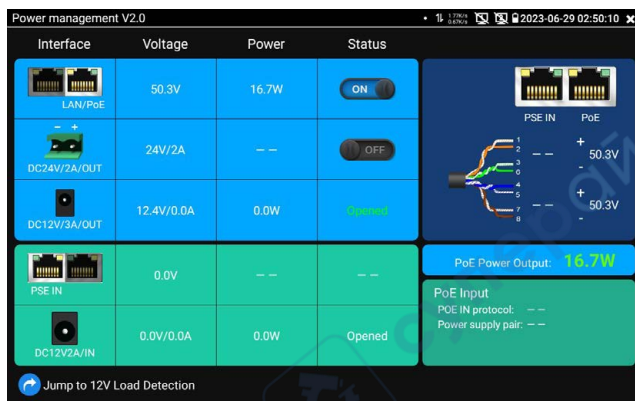 Power management V2.0
1.77K/s
0.67K/s
2023-06-29 02:50:10
Interface Voltage Power Status
LAN/PoE 50.3V 16.7W ON
- +
DC24V/2A/OUT 24V/2A -- OFF
DC12V/3A/OUT 12.4V/0.0A 0.0W Opened
PSE IN 0.0V -- --
DC12V2A/IN 0.0V/0.0A 0.0W Opened
Jump to 12V Load Detection
PSE IN PoE
1
2
3
6
-- + 50.3V -
4
5
7
8
-- + 50.3V -
PoE Power Output: 16.7W
PoE Input
POE IN protocol: --
Power supply pair: --